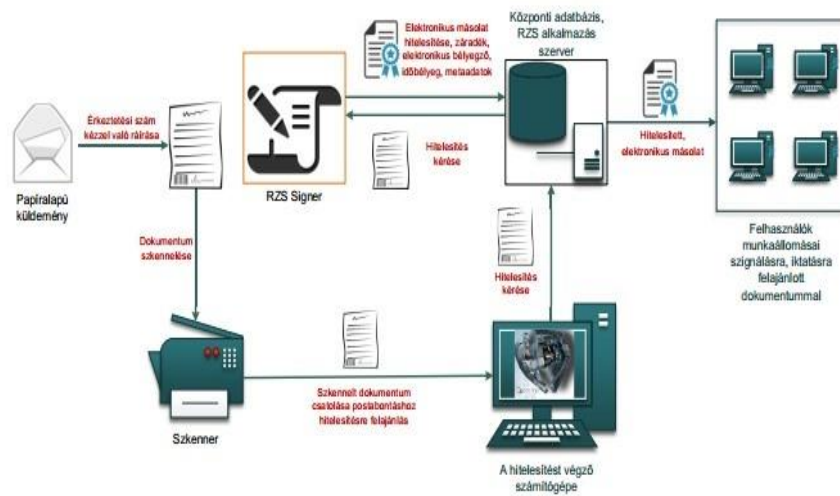 Papíralapú
küldemény
Érkeztetési szám
kézzel való ráírása
Dokumentum
szkennelése
Szkenner
Szkennelt dokumentum
csatolása postabontáshoz
hitelesítésre felajánlás
A hitelesítést végző
számítógépe
Hitelesítés
kérése
RZS Signer
Elektronikus másolat
hitelesítése, záradék,
elektronikus bélyegző,
időbélyeg, metaadatok
Hitelesítés
kérése
Központi adatbázis,
RZS alkalmazás
szerver
Hitelesített,
elektronikus másolat
Felhasználók
munkaállomásai
szignálásra, iktatásra
felajánlott
dokumentummal